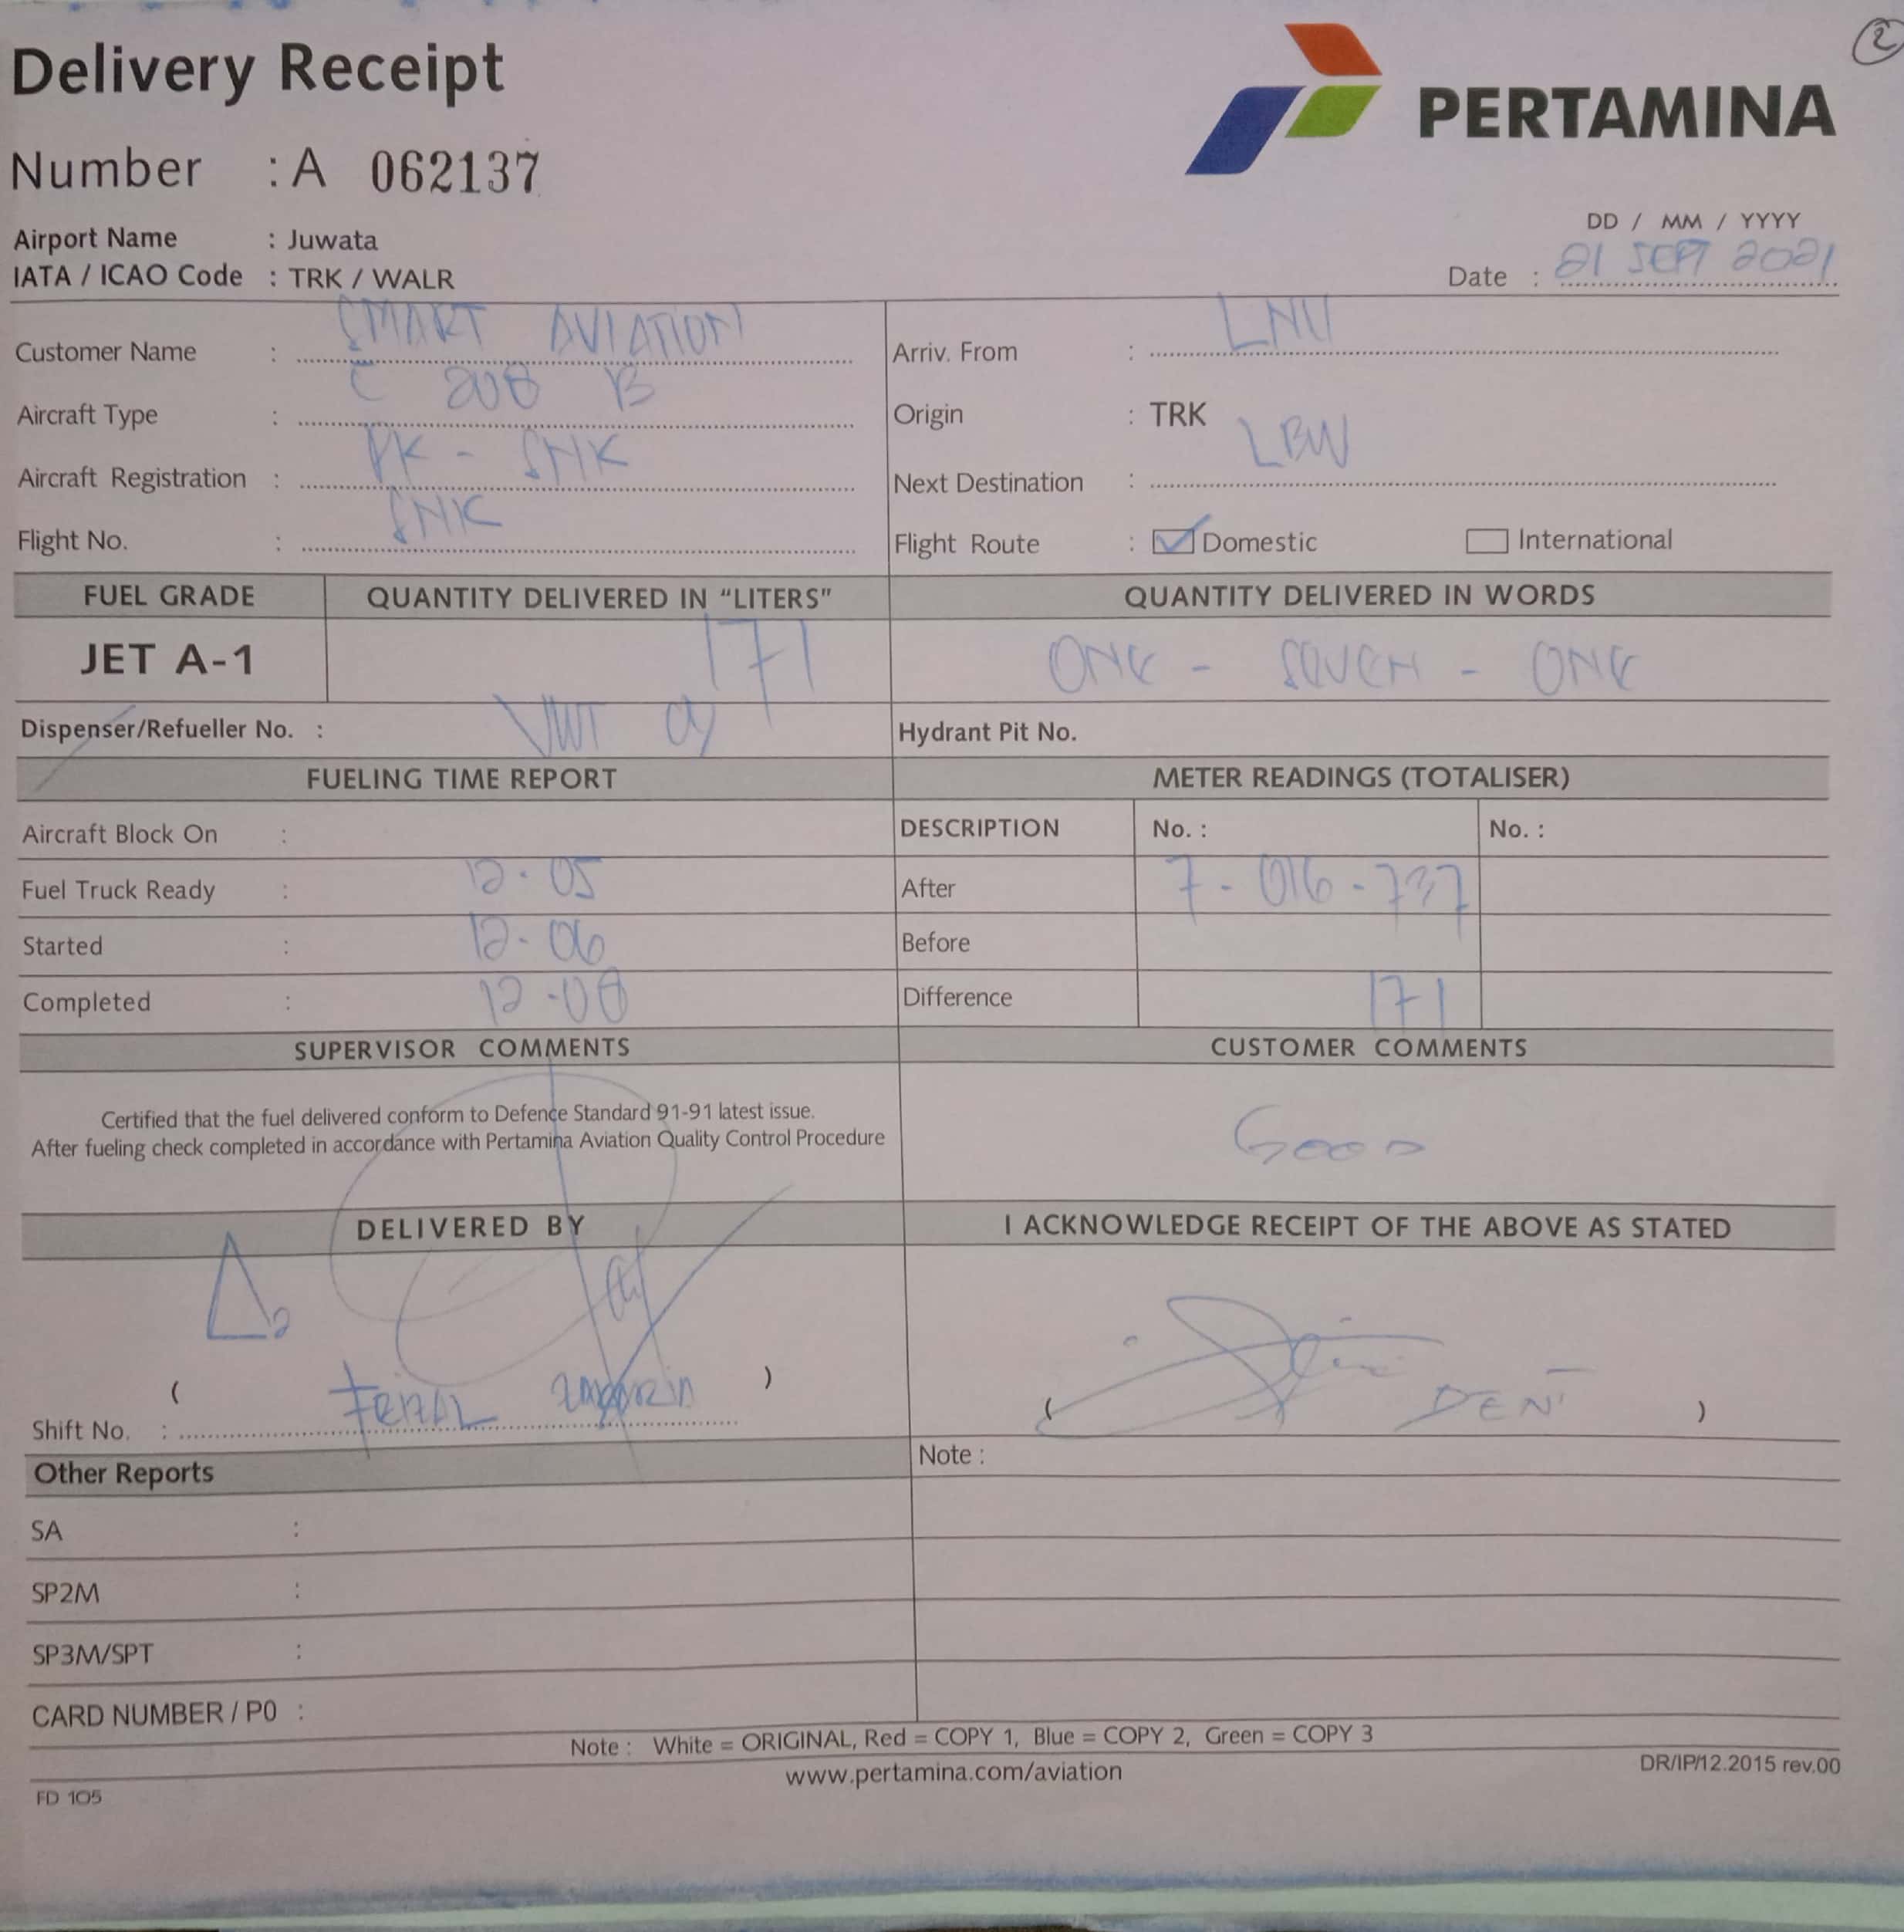 2
Delivery Receipt
PERTAMINA
Number : A 062137
Airport Name : Juwata
IATA / ICAO Code : TRK / WALR
DD / MM / YYYY
Date : 21 SEPT 2021
Customer Name : SMART AVIATION
Aircraft Type : C 208 B
Aircraft Registration : PK - SNK
Flight No. : SNK
Arriv. From : LNU
Origin : TRK
Next Destination : LBW
Flight Route : Domestic International
FUEL GRADE QUANTITY DELIVERED IN "LITERS" QUANTITY DELIVERED IN WORDS
JET A-1 171 ONE - SEVEN - ONE
Dispenser/Refueller No. : Hydrant Pit No.
FUELING TIME REPORT METER READINGS (TOTALISER)
Aircraft Block On : DESCRIPTION No. : No. :
Fuel Truck Ready : 12.05 After 7-016-737
Started : 12.06 Before
Completed : 12.08 Difference 171
SUPERVISOR COMMENTS CUSTOMER COMMENTS
Certified that the fuel delivered conform to Defence Standard 91-91 latest issue.
After fueling check completed in accordance with Pertamina Aviation Quality Control Procedure
GOOD
DELIVERED BY I ACKNOWLEDGE RECEIPT OF THE ABOVE AS STATED
( ) ( )
Shift No. :
Other Reports Note :
SA :
SP2M :
SP3M/SPT :
CARD NUMBER / P0 :
Note : White = ORIGINAL, Red = COPY 1, Blue = COPY 2, Green = COPY 3
www.pertamina.com/aviation
DR/IP/12.2015 rev.00
FD 105